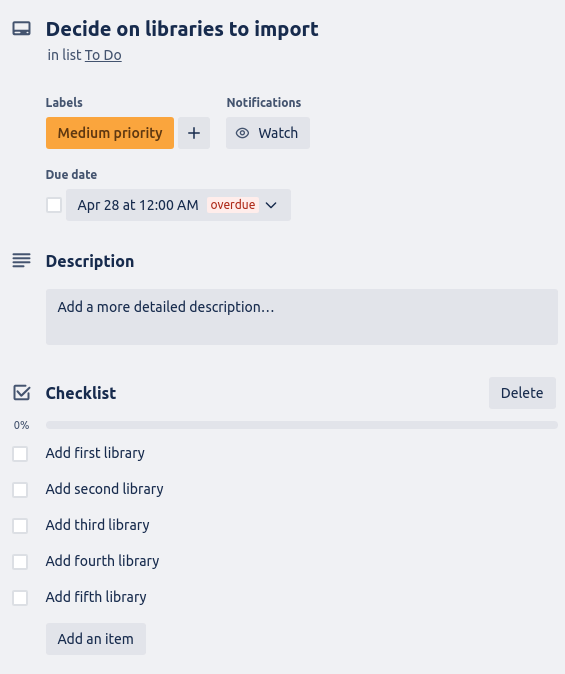 Decide on libraries to import
in list To Do
Labels
Notifications
Medium priority
+
Watch
Due date
Apr 28 at 12:00 AM overdue
Description
Add a more detailed description…
Checklist
Delete
0%
Add first library
Add second library
Add third library
Add fourth library
Add fifth library
Add an item